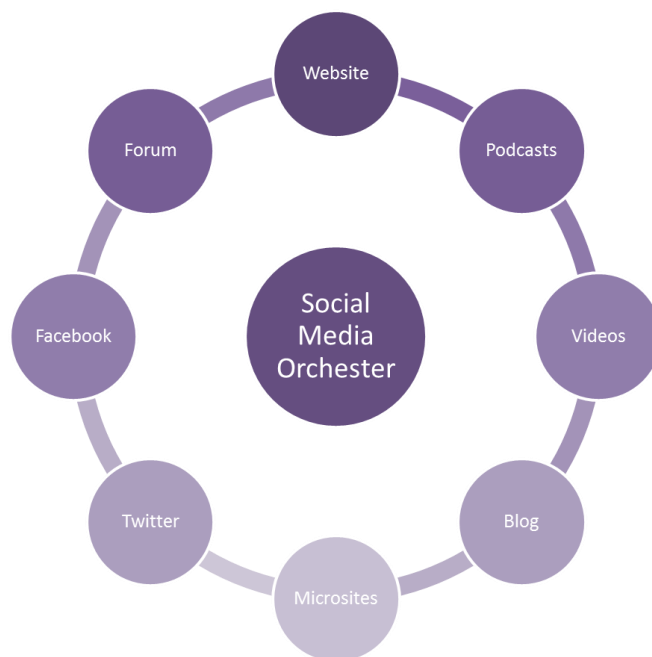 Website
Forum
Podcasts
Social
Media
Orchester
Facebook
Videos
Twitter
Blog
Microsites